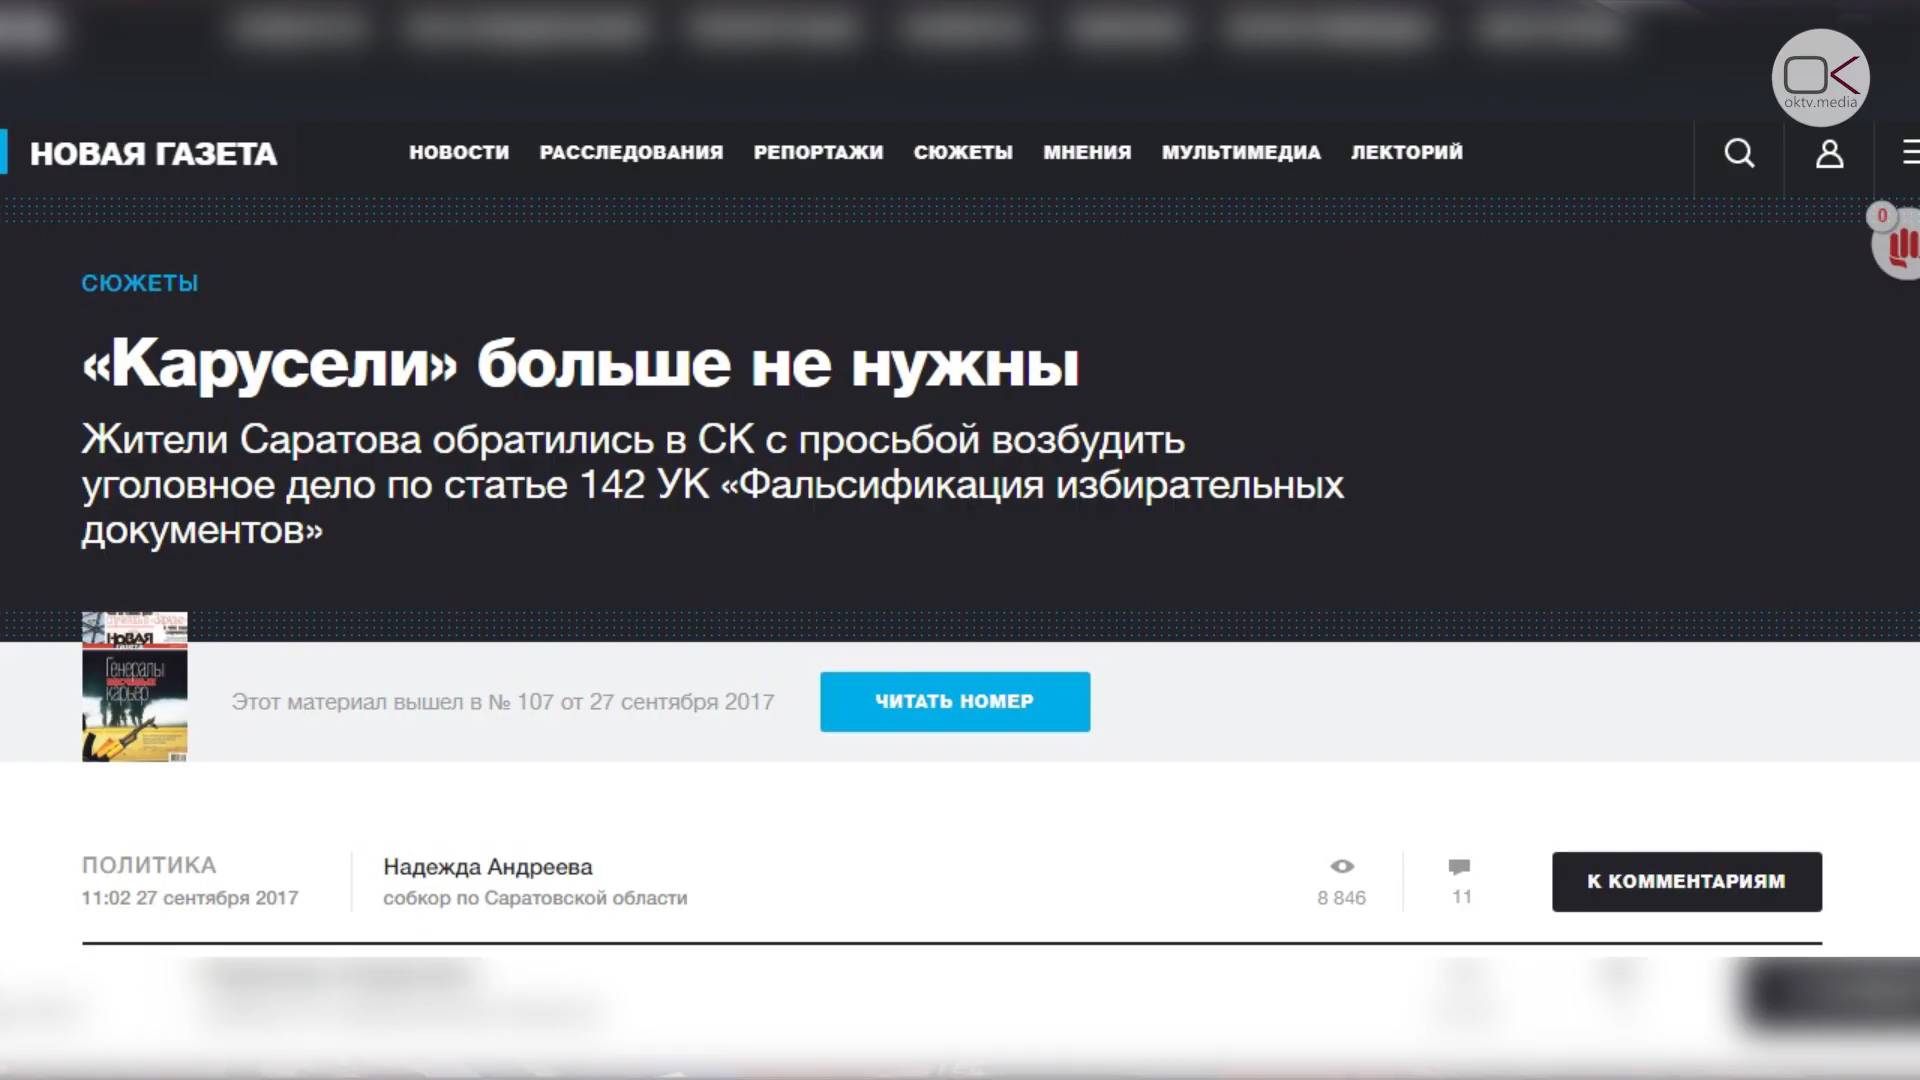 OK
oktv.media
НОВАЯ ГАЗЕТА
НОВОСТИ РАССЛЕДОВАНИЯ РЕПОРТАЖИ СЮЖЕТЫ МНЕНИЯ МУЛЬТИМЕДИА ЛЕКТОРИЙ
0
СЮЖЕТЫ
«Карусели» больше не нужны
Жители Саратова обратились в СК с просьбой возбудить
уголовное дело по статье 142 УК «Фальсификация избирательных
документов»
НОВАЯ
ГАЗЕТА
Генералы
карьер
Этот материал вышел в № 107 от 27 сентября 2017
ЧИТАТЬ НОМЕР
ПОЛИТИКА
11:02 27 сентября 2017
Надежда Андреева
собкор по Саратовской области
8 846
11
К КОММЕНТАРИЯМ